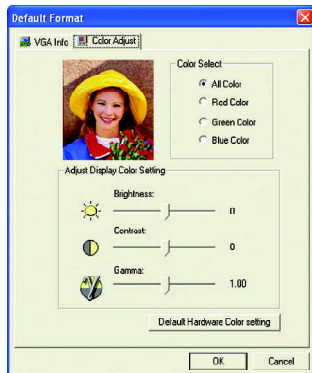 Default Format
VGA Info
Color Adjust
Color Select
All Color
Red Color
Green Color
Blue Color
Adjust Display Color Setting
Brightness:
0
Contrast:
0
Gamma:
1.00
Default Hardware Color setting
OK
Cancel